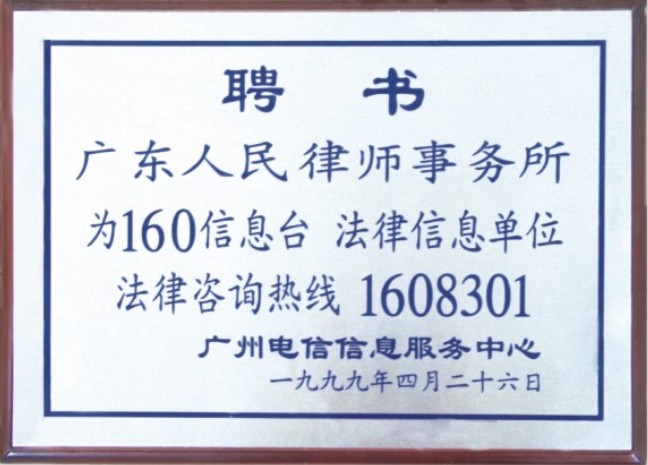 聘 书
广东人民律师事务所
为160信息台 法律信息单位
法律咨询热线 1608301
广州电信信息服务中心
一九九九年四月二十六日